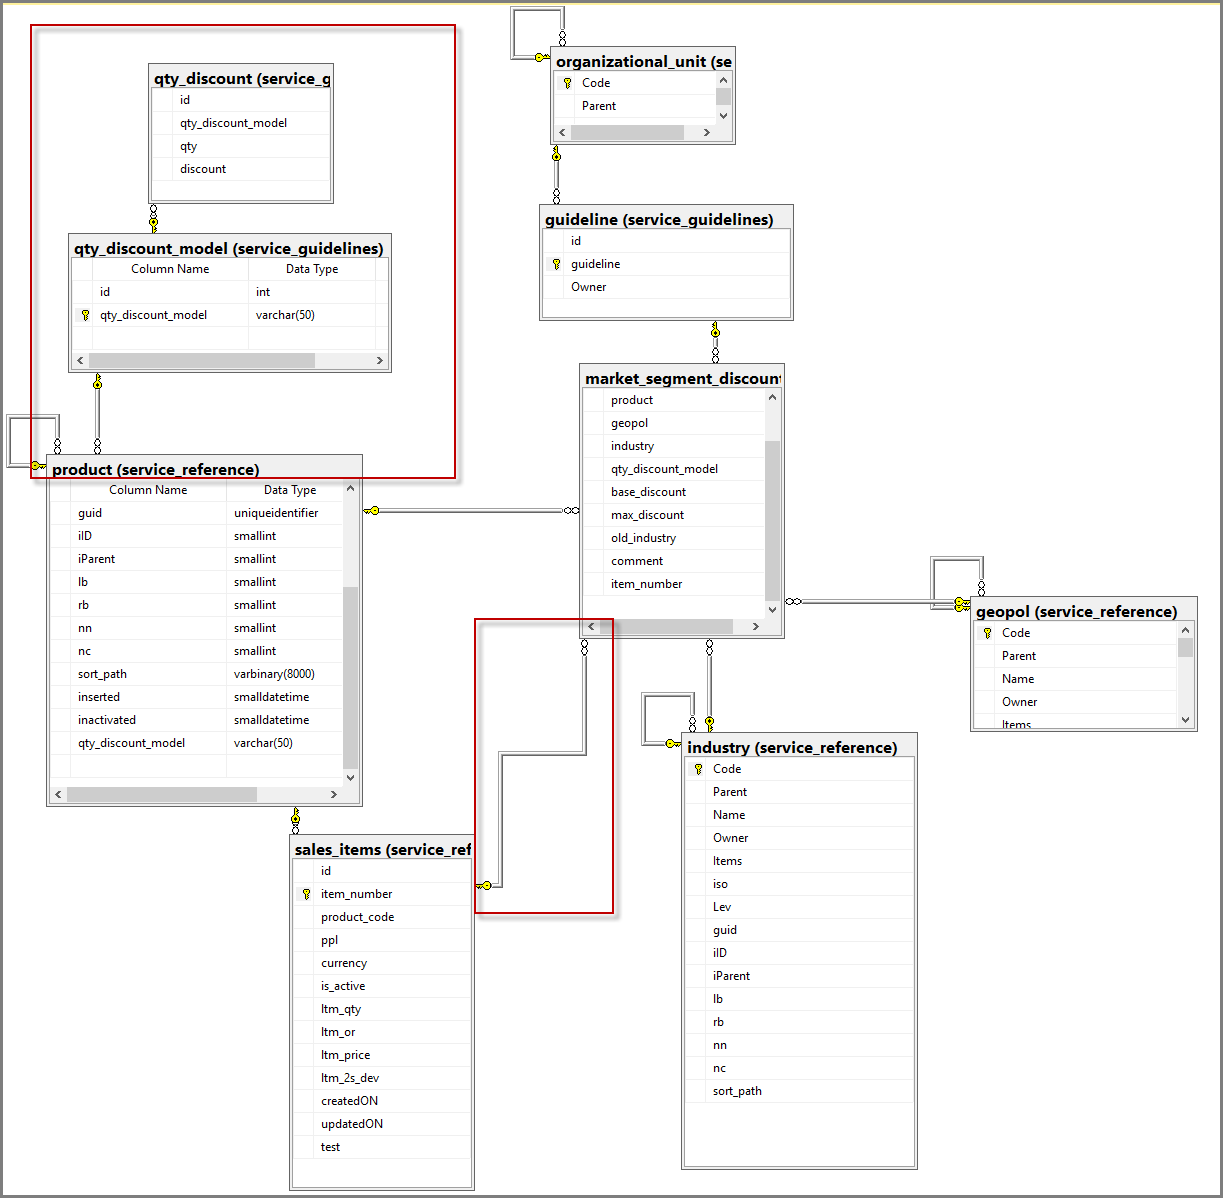 qty_discount (service_g
id
qty_discount_model
qty
discount
qty_discount_model (service_guidelines)
Column Name Data Type
id int
qty_discount_model varchar(50)
product (service_reference)
Column Name Data Type
guid uniqueidentifier
iID smallint
iParent smallint
lb smallint
rb smallint
nn smallint
nc smallint
sort_path varbinary(8000)
inserted smalldatetime
inactivated smalldatetime
qty_discount_model varchar(50)
sales_items (service_ref
id
item_number
product_code
ppl
currency
is_active
ltm_qty
ltm_or
ltm_price
ltm_2s_dev
createdON
updatedON
test
organizational_unit (se
Code
Parent
guideline (service_guidelines)
id
guideline
Owner
market_segment_discount
product
geopol
industry
qty_discount_model
base_discount
max_discount
old_industry
comment
item_number
industry (service_reference)
Code
Parent
Name
Owner
Items
iso
Lev
guid
iID
iParent
lb
rb
nn
nc
sort_path
geopol (service_reference)
Code
Parent
Name
Owner
Items